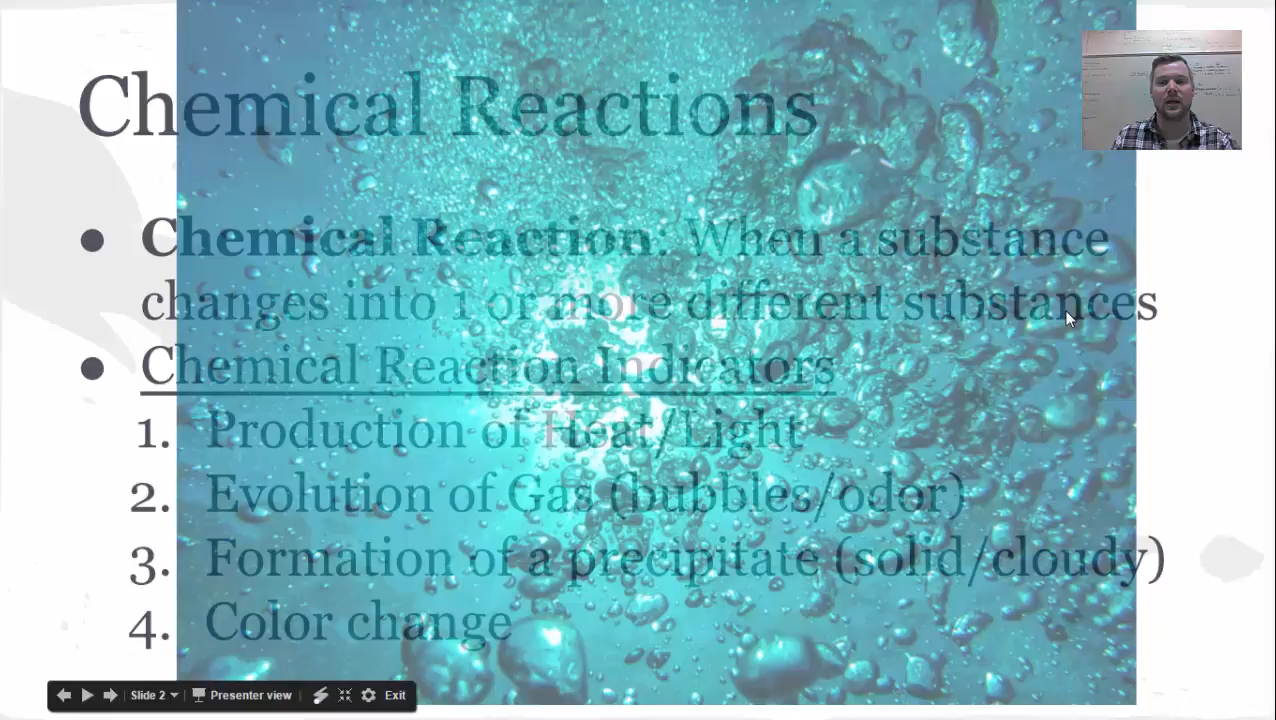 Chemical Reactions
● Chemical Reaction: When a substance
changes into 1 or more different substances
● Chemical Reaction Indicators
1. Production of Heat/Light
2. Evolution of Gas (bubbles/odor)
3. Formation of a precipitate (solid/cloudy)
4. Color change
Slide 2 Presenter view Exit